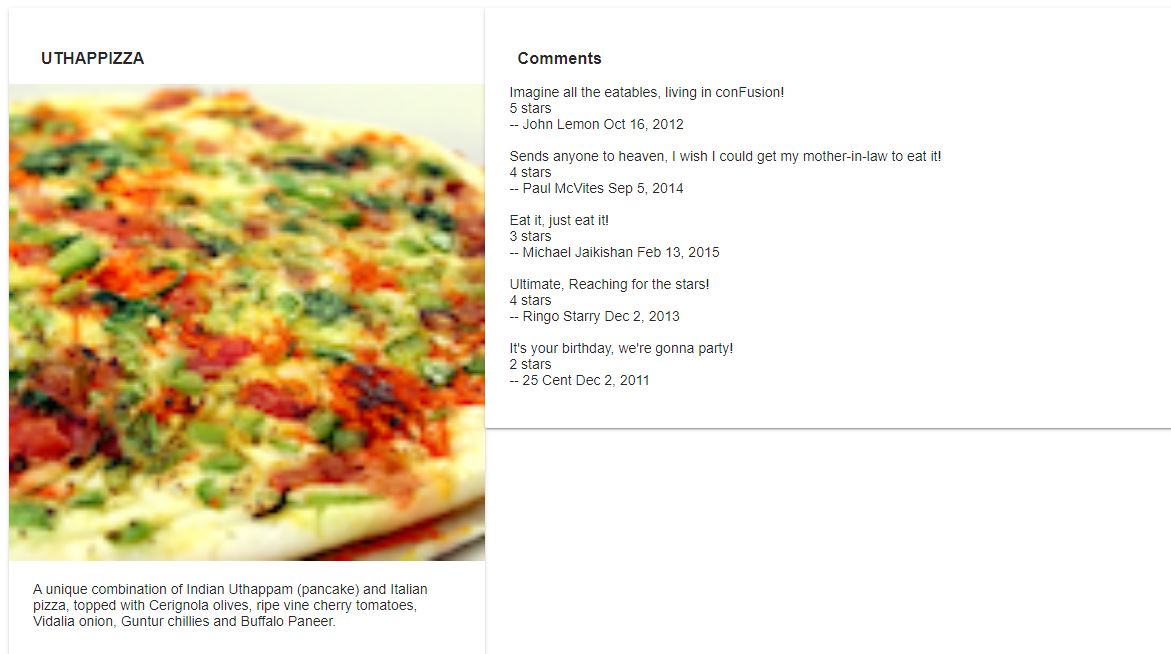 UTHAPPIZZA
A unique combination of Indian Uthappam (pancake) and Italian
pizza, topped with Cerignola olives, ripe vine cherry tomatoes,
Vidalia onion, Guntur chillies and Buffalo Paneer.
Comments
Imagine all the eatables, living in conFusion!
5 stars
-- John Lemon Oct 16, 2012
Sends anyone to heaven, I wish I could get my mother-in-law to eat it!
4 stars
-- Paul McVites Sep 5, 2014
Eat it, just eat it!
3 stars
-- Michael Jaikishan Feb 13, 2015
Ultimate, Reaching for the stars!
4 stars
-- Ringo Starry Dec 2, 2013
It's your birthday, we're gonna party!
2 stars
-- 25 Cent Dec 2, 2011